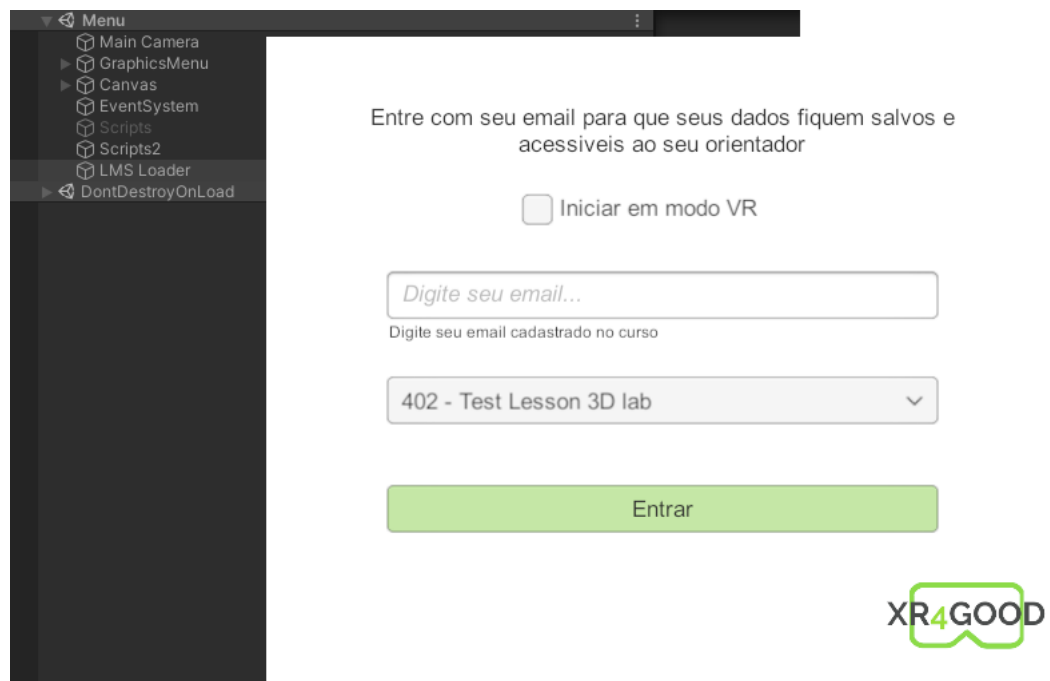 Menu
Main Camera
GraphicsMenu
Canvas
EventSystem
Scripts
Scripts2
LMS Loader
DontDestroyOnLoad
Entre com seu email para que seus dados fiquem salvos e
acessiveis ao seu orientador
Iniciar em modo VR
Digite seu email...
Digite seu email cadastrado no curso
402 - Test Lesson 3D lab
Entrar
XR4GOOD